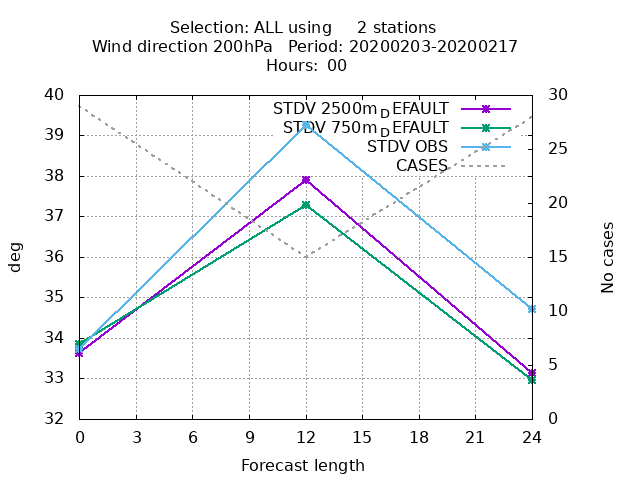 Selection: ALL using     2 stations
Wind direction 200hPa   Period: 20200203-20200217
Hours: 00
40
39
38
37
36
35
34
33
32
30
25
20
15
10
5
0
STDV 2500m_DEFAULT
STDV 750m_DEFAULT
STDV OBS
CASES
deg
No cases
0 3 6 9 12 15 18 21 24
Forecast length